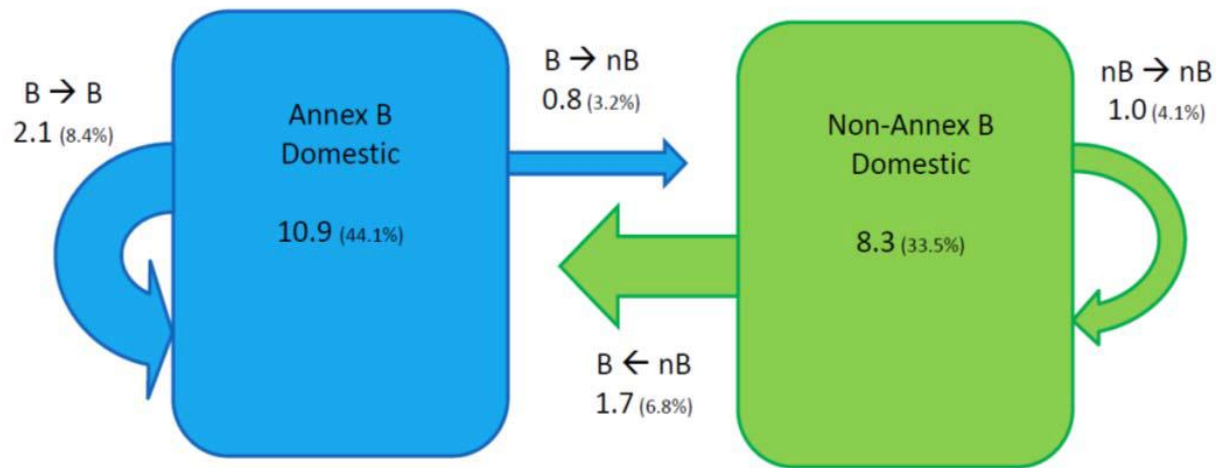 B → B
2.1 (8.4%)
Annex B
Domestic
10.9 (44.1%)
B → nB
0.8 (3.2%)
B ← nB
1.7 (6.8%)
Non-Annex B
Domestic
8.3 (33.5%)
nB → nB
1.0 (4.1%)